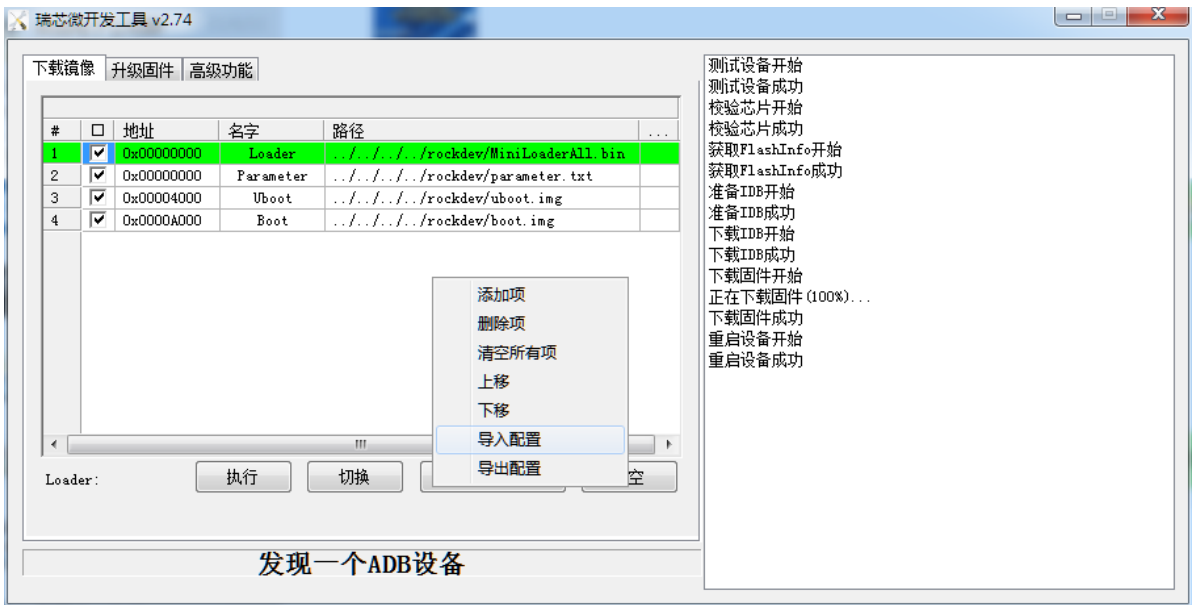 瑞芯微开发工具 v2.74
下载镜像 升级固件 高级功能
# 地址 名字 路径 ...
1 0x00000000 Loader ../../../../rockdev/MiniLoaderAll.bin
2 0x00000000 Parameter ../../../../rockdev/parameter.txt
3 0x00004000 Uboot ../../../../rockdev/uboot.img
4 0x0000A000 Boot ../../../../rockdev/boot.img
添加项
删除项
清空所有项
上移
下移
导入配置
导出配置
Loader: 执行 切换 空
发现一个ADB设备
测试设备开始
测试设备成功
校验芯片开始
校验芯片成功
获取FlashInfo开始
获取FlashInfo成功
准备IDB开始
准备IDB成功
下载IDB开始
下载IDB成功
下载固件开始
正在下载固件(100%)...
下载固件成功
重启设备开始
重启设备成功